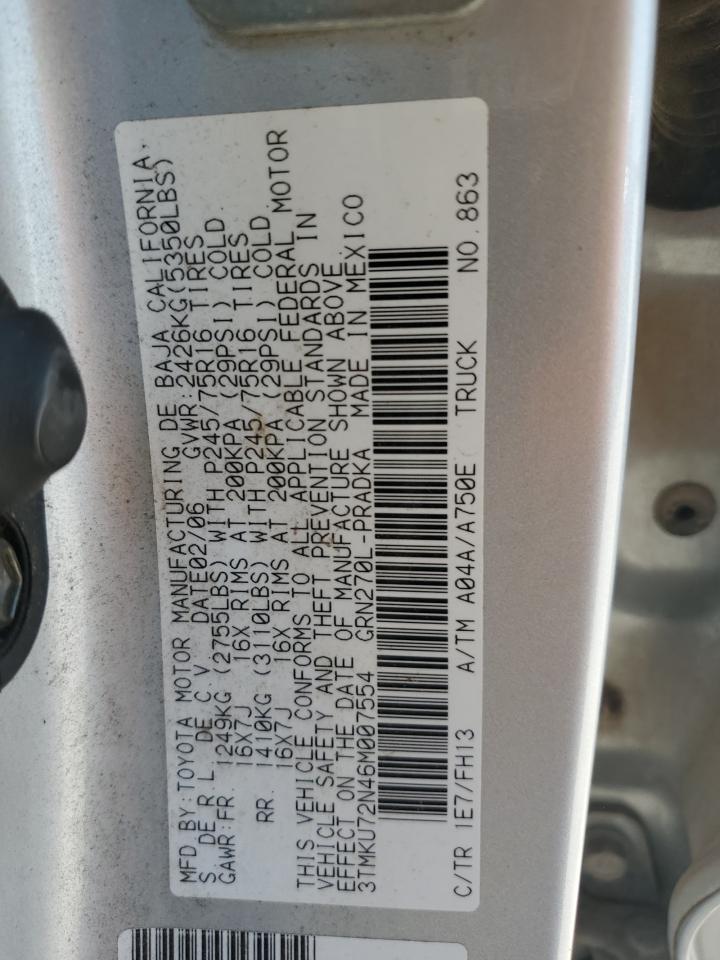 MFD.BY:TOYOTA MOTOR MANUFACTURING DE BAJA CALIFORNIA,
S DE R L DE C V DATE02/06 GVWR:2426KG(5350LBS)
GAWR:FR. 1249KG (2755LBS) WITH P245/75R16 TIRES
16X7J 16X RIMS AT 200KPA (29PSI) COLD
RR. 1410KG (3110LBS) WITH P245/75R16 TIRES
16X7J 16X RIMS AT 200KPA (29PSI) COLD
THIS VEHICLE CONFORMS TO ALL APPLICABLE FEDERAL MOTOR
VEHICLE SAFETY AND THEFT PREVENTION STANDARDS IN
EFFECT ON THE DATE OF MANUFACTURE SHOWN ABOVE
3TMKU72N46M007554 GRN270L-PRADKA MADE IN MEXICO
C/TR 1E7/FH13 A/TM A04A/A750E TRUCK NO.863